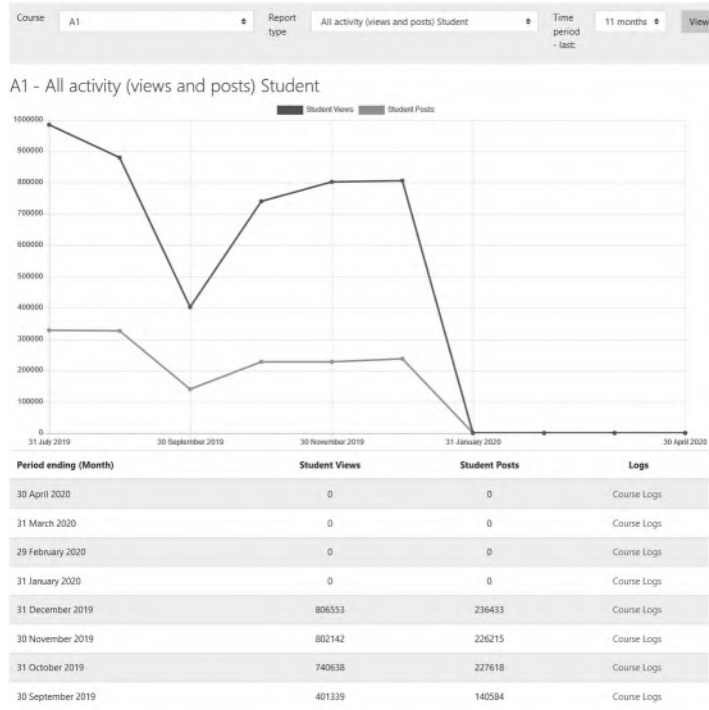 Course A1 Report type All activity (views and posts) Student Time period - last: 11 months View
A1 - All activity (views and posts) Student
Student Views Student Posts
1000000
900000
800000
700000
600000
500000
400000
300000
200000
100000
0
31 July 2019 30 September 2019 30 November 2019 31 January 2020 30 April 2020
Period ending (Month) Student Views Student Posts Logs
30 April 2020 0 0 Course Logs
31 March 2020 0 0 Course Logs
29 February 2020 0 0 Course Logs
31 January 2020 0 0 Course Logs
31 December 2019 806553 236433 Course Logs
30 November 2019 802142 226215 Course Logs
31 October 2019 740638 227618 Course Logs
30 September 2019 401339 140584 Course Logs